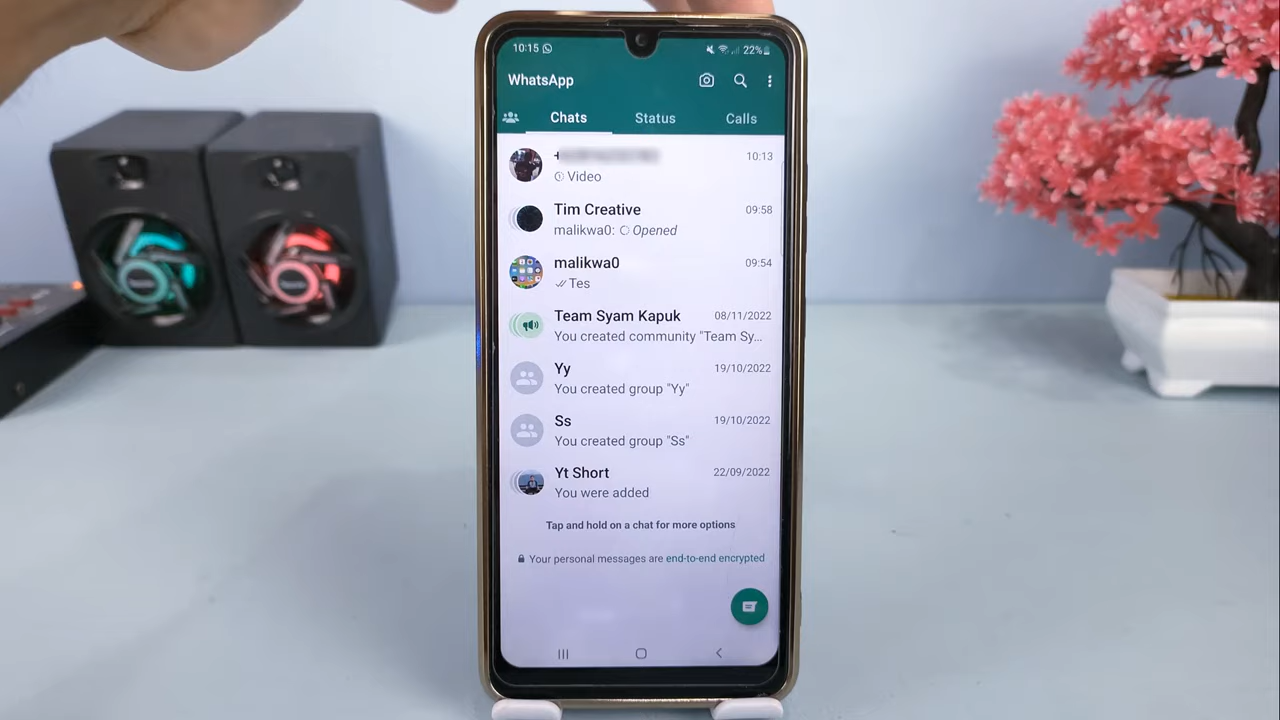 10:15
22%
WhatsApp
Chats Status Calls
+
10:13
Video
Tim Creative 09:58
malikwa0: Opened
malikwa0 09:54
Tes
Team Syam Kapuk 08/11/2022
You created community "Team Sy...
Yy 19/10/2022
You created group "Yy"
Ss 19/10/2022
You created group "Ss"
Yt Short 22/09/2022
You were added
Tap and hold on a chat for more options
Your personal messages are end-to-end encrypted